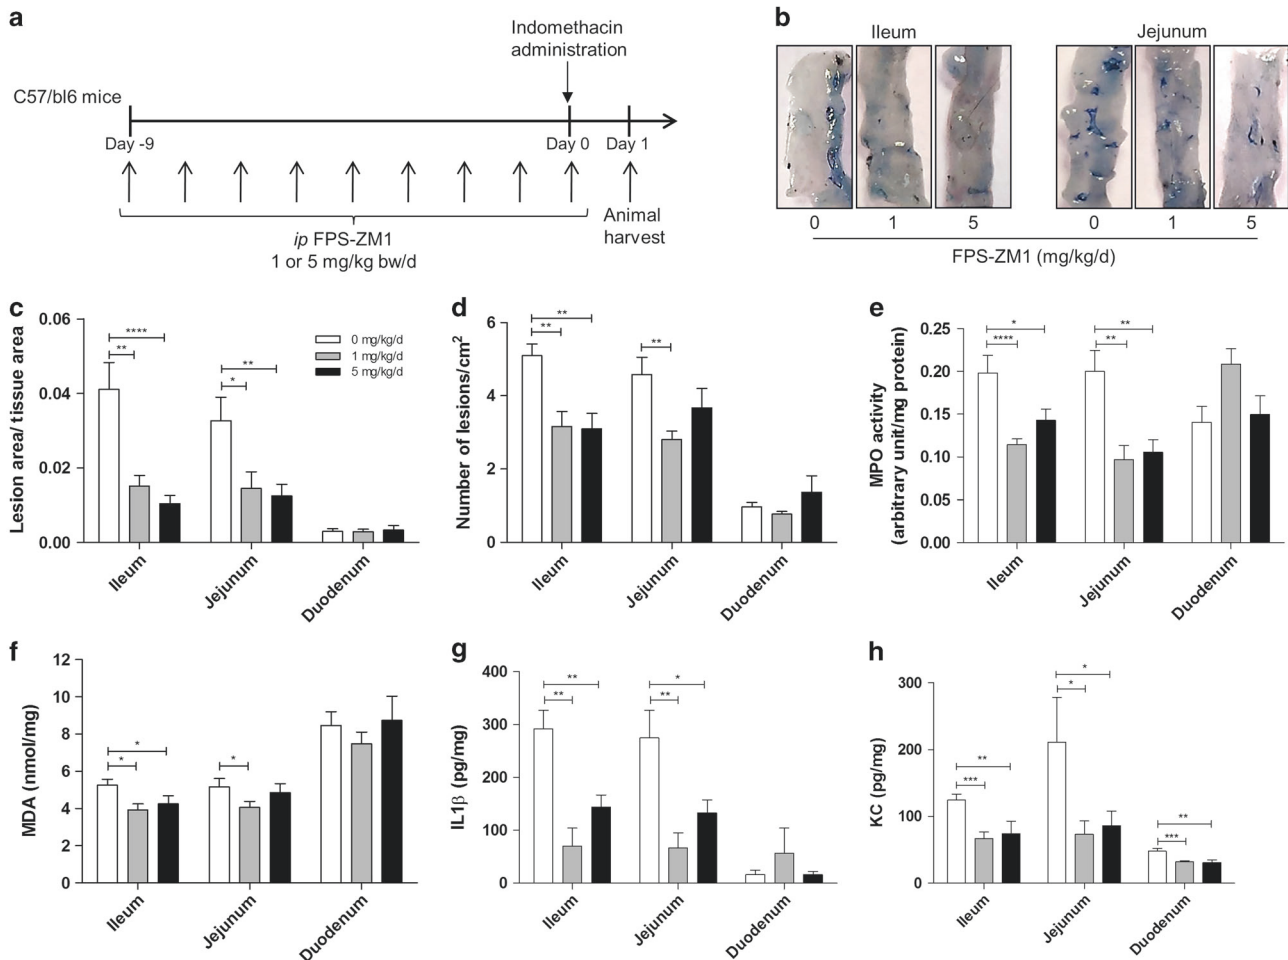 a
Indomethacin
administration
C57/bl6 mice
Day -9
Day 0
Day 1
ip FPS-ZM1
1 or 5 mg/kg bw/d
Animal
harvest
b
Ileum
Jejunum
0
1
5
0
1
5
FPS-ZM1 (mg/kg/d)
c
Lesion area/ tissue area
0.06
0.04
0.02
0.00
****
**
**
*
0 mg/kg/d
1 mg/kg/d
5 mg/kg/d
Ileum
Jejunum
Duodenum
d
Number of lesions/cm²
6
4
2
0
**
**
**
Ileum
Jejunum
Duodenum
e
MPO activity
(arbitrary unit/mg protein)
0.25
0.20
0.15
0.10
0.05
0.00
*
****
**
**
Ileum
Jejunum
Duodenum
f
MDA (nmol/mg)
12
10
8
6
4
2
0
*
*
*
Ileum
Jejunum
Duodenum
g
IL1β (pg/mg)
400
300
200
100
0
**
**
*
**
Ileum
Jejunum
Duodenum
h
KC (pg/mg)
300
200
100
0
**
***
*
*
**
***
Ileum
Jejunum
Duodenum